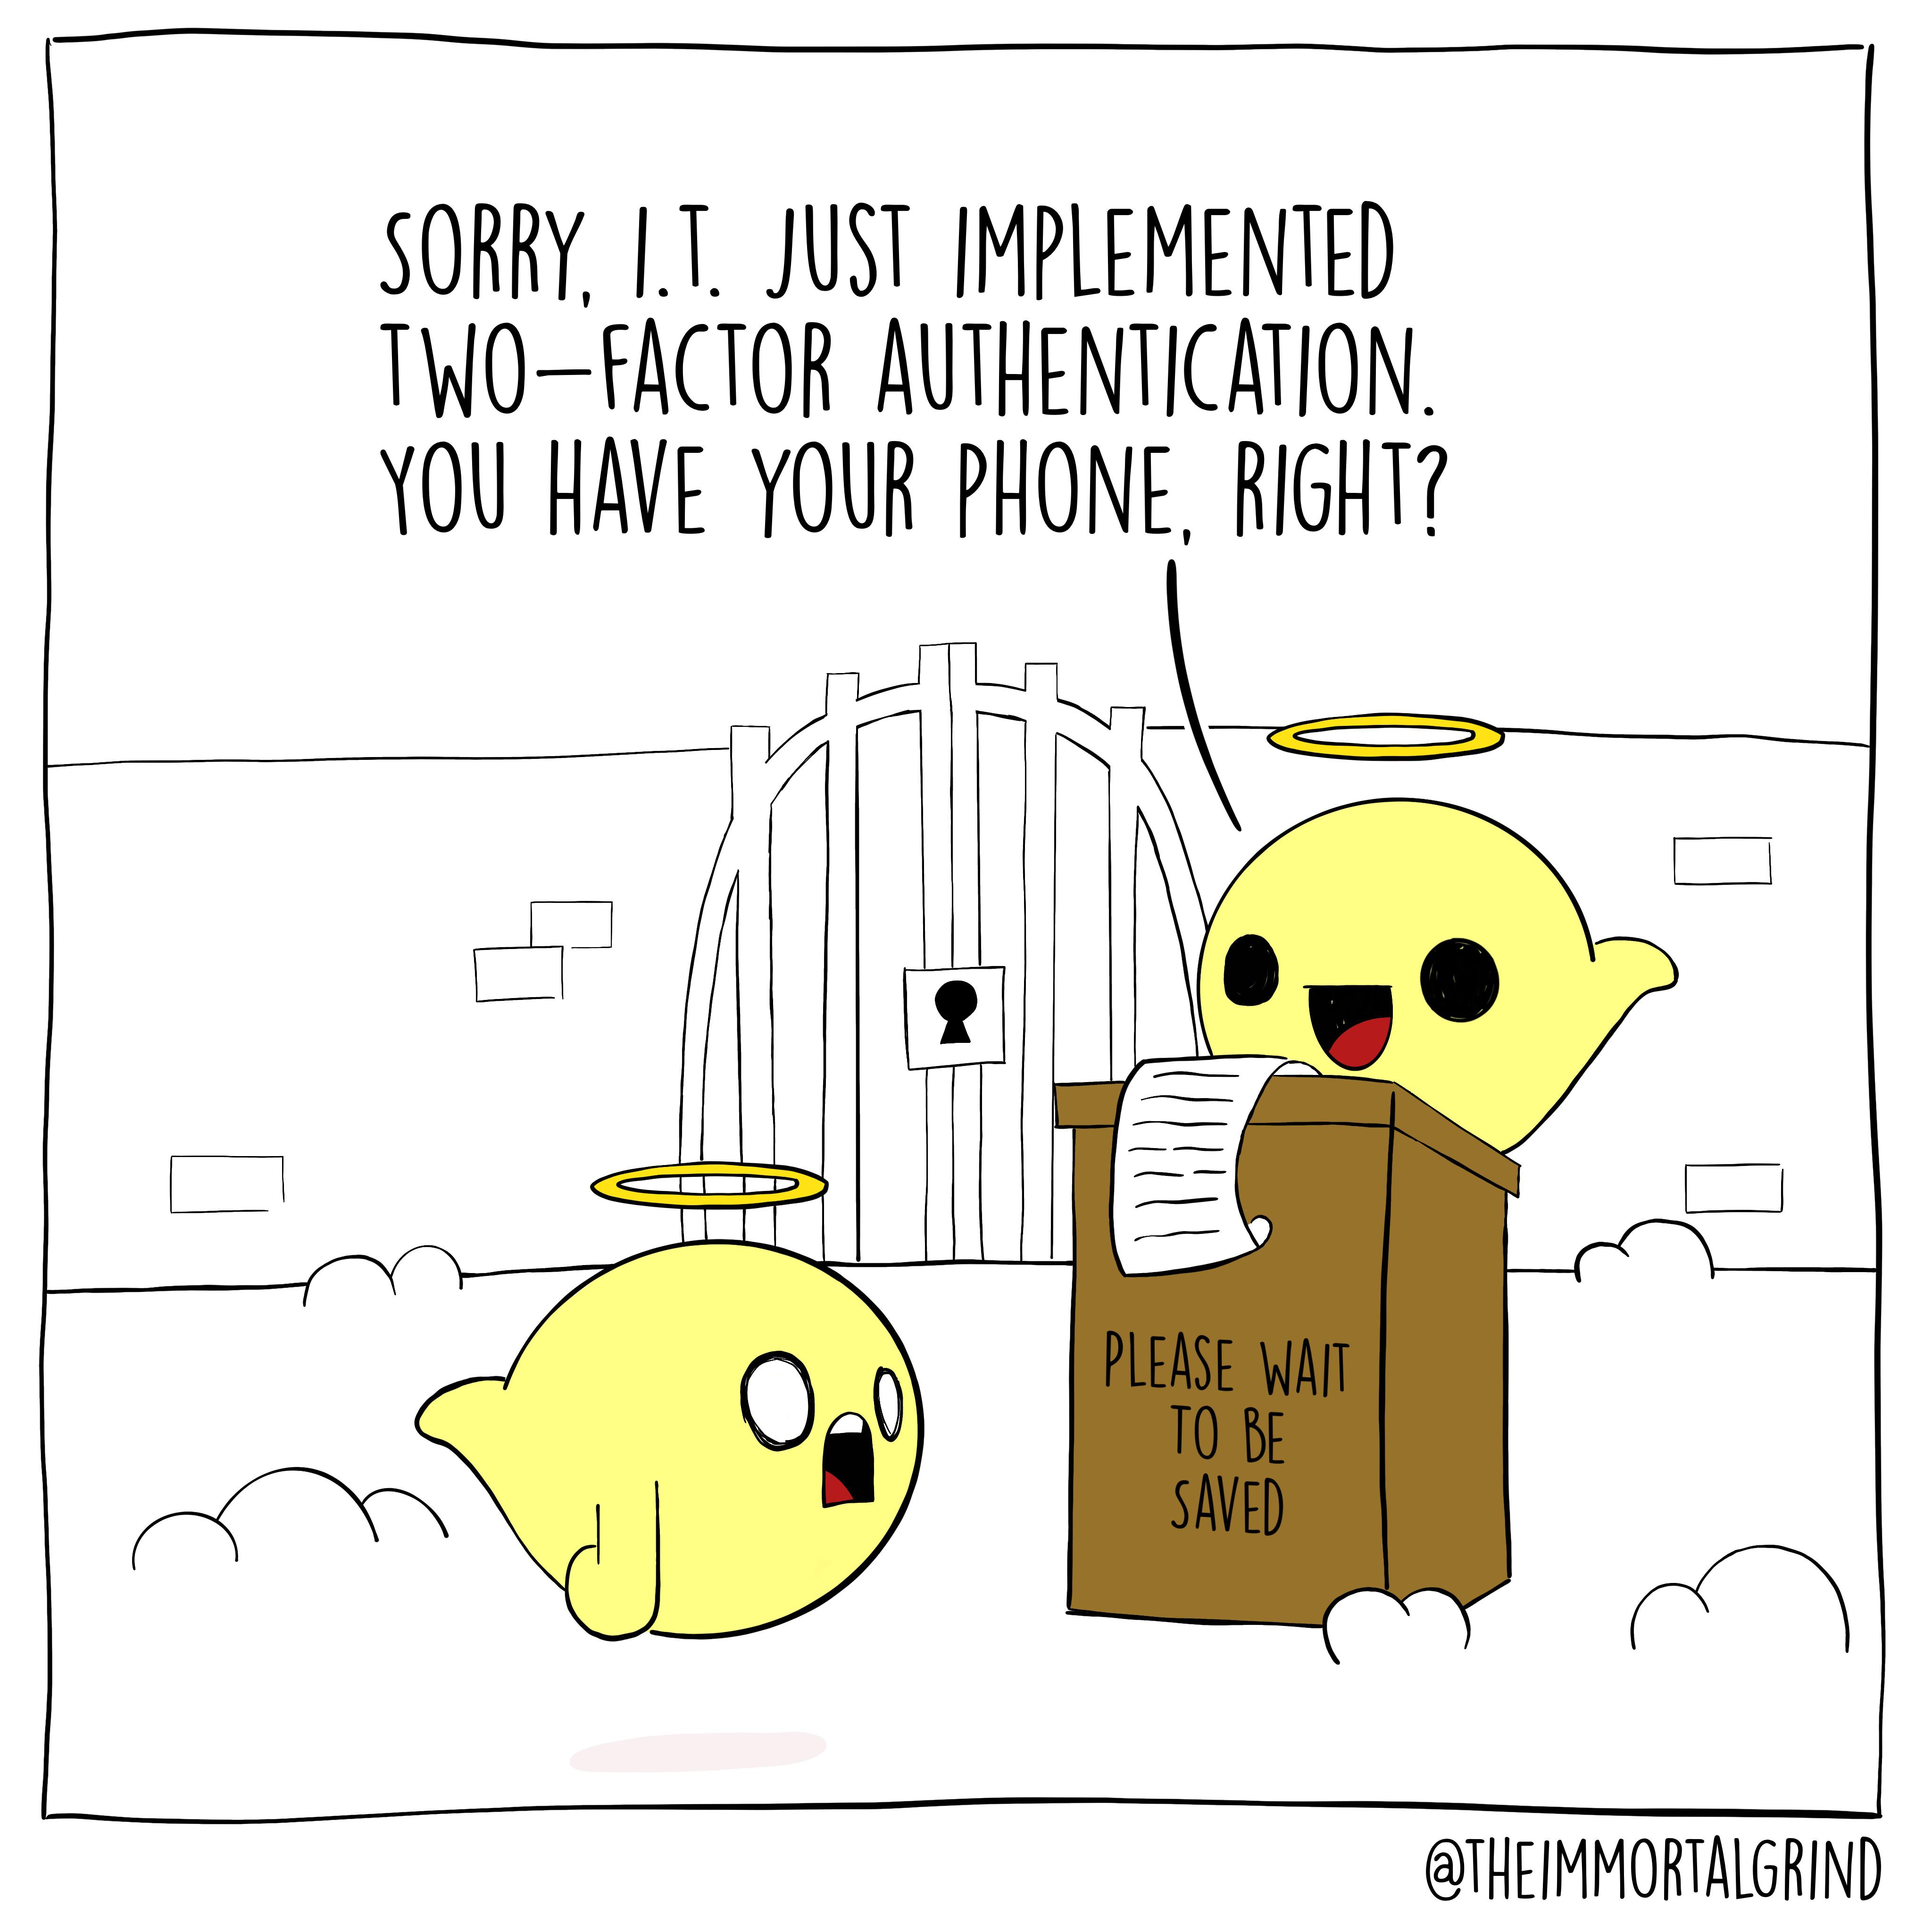 SORRY, I.T. JUST IMPLEMENTED
TWO-FACTOR AUTHENTICATION.
YOU HAVE YOUR PHONE, RIGHT?
PLEASE WAIT
TO BE
SAVED
@THEIMMORTALGRIND